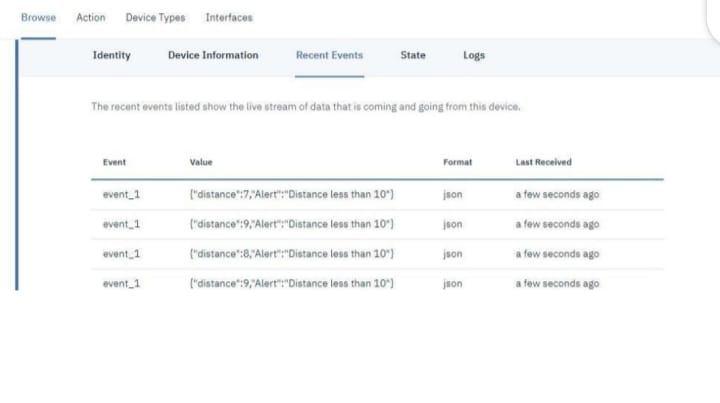 Browse Action Device Types Interfaces
Identity Device Information Recent Events State Logs
The recent events listed show the live stream of data that is coming and going from this device.
Event Value Format Last Received
event_1 {"distance":7,"Alert":"Distance less than 10"} json a few seconds ago
event_1 {"distance":9,"Alert":"Distance less than 10"} json a few seconds ago
event_1 {"distance":8,"Alert":"Distance less than 10"} json a few seconds ago
event_1 {"distance":9,"Alert":"Distance less than 10"} json a few seconds ago